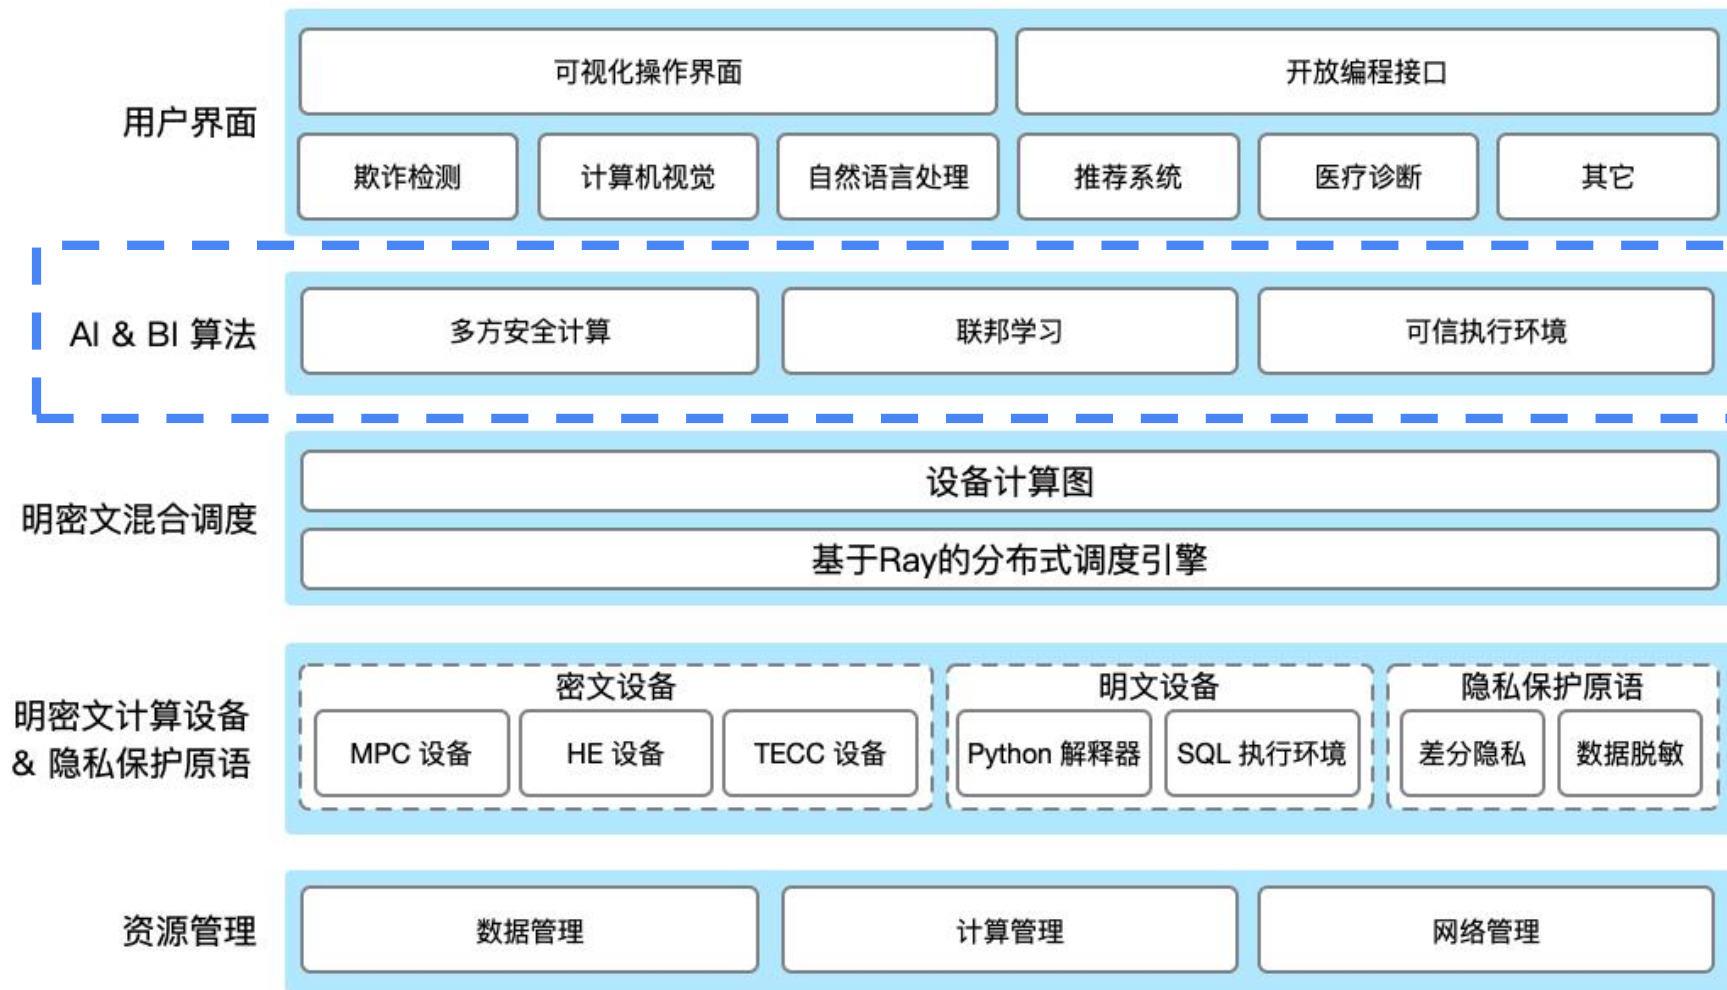 用户界面
可视化操作界面
开放编程接口
欺诈检测
计算机视觉
自然语言处理
推荐系统
医疗诊断
其它
AI & BI 算法
多方安全计算
联邦学习
可信执行环境
明密文混合调度
设备计算图
基于Ray的分布式调度引擎
明密文计算设备
& 隐私保护原语
密文设备
MPC 设备
HE 设备
TECC 设备
明文设备
Python 解释器
SQL 执行环境
隐私保护原语
差分隐私
数据脱敏
资源管理
数据管理
计算管理
网络管理